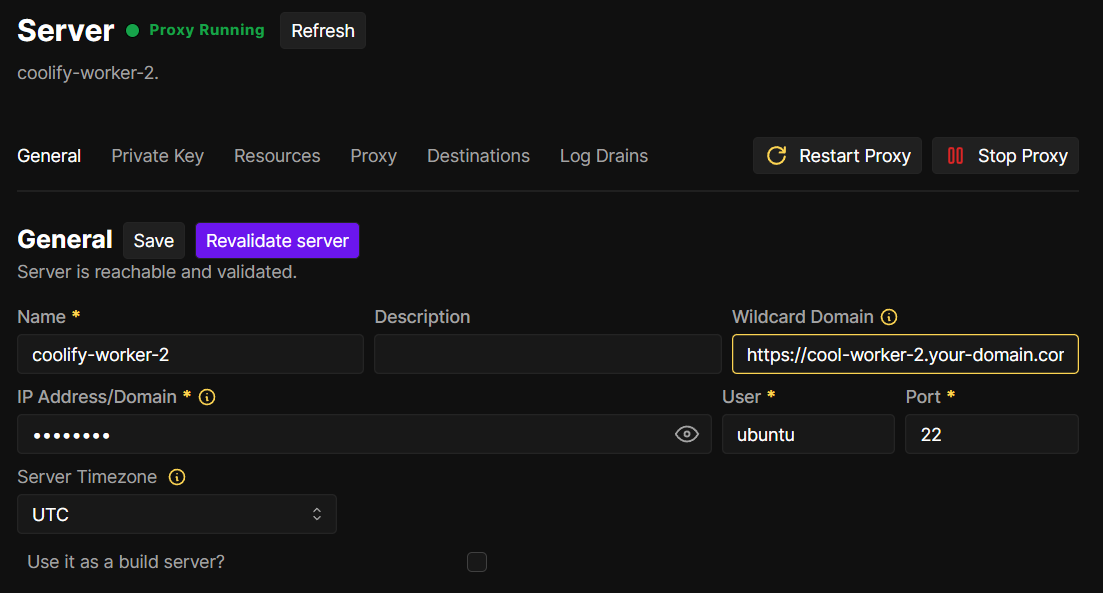 Server Proxy Running Refresh
coolify-worker-2.
General Private Key Resources Proxy Destinations Log Drains Restart Proxy Stop Proxy
General Save Revalidate server
Server is reachable and validated.
Name * Description Wildcard Domain
coolify-worker-2 https://cool-worker-2.your-domain.cor
IP Address/Domain * User * Port *
•••••••• ubuntu 22
Server Timezone
UTC
Use it as a build server?